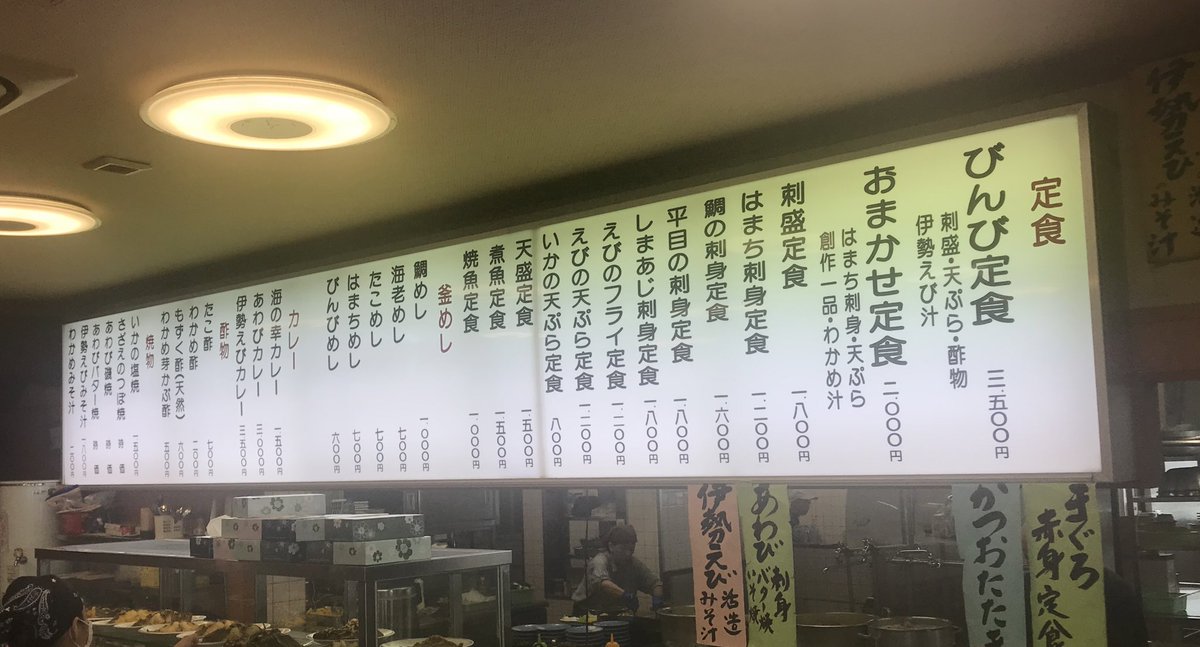 定食
びんび定食 三、五〇〇円
刺盛・天ぷら・酢物
伊勢えび汁
おまかせ定食 二、〇〇〇円
はまち刺身・天ぷら
創作一品・わかめ汁
刺盛定食 一、八〇〇円
はまち刺身定食 一、二〇〇円
鯛の刺身定食 一、六〇〇円
平目の刺身定食 一、八〇〇円
しまあじ刺身定食 一、八〇〇円
えびのフライ定食 一、二〇〇円
えびの天ぷら定食 一、二〇〇円
いかの天ぷら定食 八〇〇円
天盛定食 一、五〇〇円
煮魚定食 一、五〇〇円
焼魚定食 一、〇〇〇円
釜めし
鯛めし 一、〇〇〇円
海老めし 七〇〇円
たこめし 七〇〇円
はまちめし 七〇〇円
びんびめし 六〇〇円
カレー
海の幸カレー 一、五〇〇円
あわびカレー 三、〇〇〇円
伊勢えびカレー 三、五〇〇円
酢物
たこ酢 七〇〇円
わかめ酢
もずく酢(天然) 六〇〇円
わかめ芽かぶ酢 五〇〇円
焼物
いかの塩焼 一、五〇〇円
さざえのつぼ焼 時価
あわび磯焼 時価
あわびバター焼 時価
伊勢えびみそ汁
わかめみそ汁
伊勢えびみそ汁
まぐろ
赤身定食
かつおたたき
あわび 刺身
バター焼
いそ焼
伊勢えび 活造
みそ汁